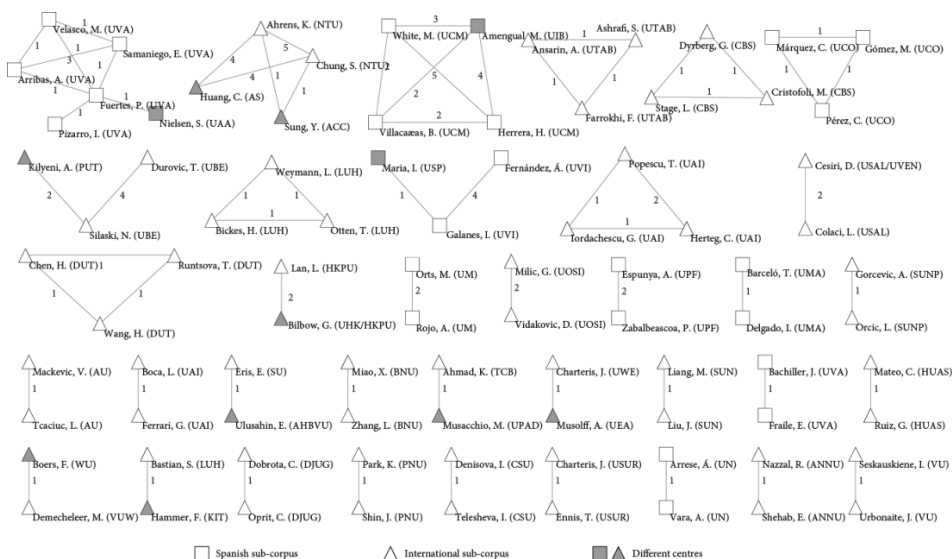 Velasco, M. (UVA)
1
1
Samaniego, E. (UVA)
3
1
1
Arribas, A. (UVA)
1
Fuertes, P. (UVA)
1
1
Pizarro, I. (UVA)
Nielsen, S. (UAA)
Ahrens, K. (NTU)
5
4
Chung, S. (NTU)
4
1
Huang, C. (AS)
Sung, Y. (ACC)
3
White, M. (UCM)
Amengual, M. (UIB)
2
5
4
2
2
Villacaeas, B. (UCM)
Herrera, H. (UCM)
Ashrafi, S. (UTAB)
1
Ansarin, A. (UTAB)
1
1
Farrokhi, F. (UTAB)
Dyrberg, G. (CBS)
1
1
1
Stage, L. (CBS)
Cristofoli, M. (CBS)
1
Márquez, C. (UCO)
Gómez, M. (UCO)
1
1
Pérez, C. (UCO)
Kilyeni, A. (PUT)
Durovic, T. (UBE)
2
4
Silaski, N. (UBE)
Weymann, L. (LUH)
1
1
1
Bickes, H. (LUH)
Otten, T. (LUH)
Maria, I. (USP)
Fernández, Á. (UVI)
1
4
Galanes, I. (UVI)
Popescu, T. (UAI)
1
2
1
Iordachescu, G. (UAI)
Herteg, C. (UAI)
Cesiri, D. (USAL/UVEN)
2
Colaci, L. (USAL)
Chen, H. (DUT)
1
Runtsova, T. (DUT)
1
1
Wang, H. (DUT)
Lan, L. (HKPU)
2
Bilbow, G. (UHK/HKPU)
Orts, M. (UM)
2
Rojo, A. (UM)
Milic, G. (UOSI)
2
Vidakovic, D. (UOSI)
Espunya, A. (UPF)
2
Zabalbeascoa, P. (UPF)
Barceló, T. (UMA)
1
Delgado, I. (UMA)
Gorcevic, A. (SUNP)
1
Orcic, L. (SUNP)
Mackevic, V. (AU)
1
Tcaciuc, L. (AU)
Boca, L. (UAI)
1
Ferrari, G. (UAI)
Eris, E. (SU)
1
Ulusahin, E. (AHBVU)
Miao, X. (BNU)
1
Zhang, L. (BNU)
Ahmad, K. (TCB)
1
Musacchio, M. (UPAD)
Charteris, J. (UWE)
1
Musolff, A. (UEA)
Liang, M. (SUN)
1
Liu, J. (SUN)
Bachiller, J. (UVA)
1
Fraile, E. (UVA)
Mateo, C. (HUAS)
1
Ruiz, G. (HUAS)
Boers, F. (WU)
1
Demecheleer, M. (VUW)
Bastian, S. (LUH)
1
Hammer, F. (KIT)
Dobrota, C. (DJUG)
1
Oprit, C. (DJUG)
Park, K. (PNU)
1
Shin, J. (PNU)
Denisova, I. (CSU)
1
Telesheva, I. (CSU)
Charteris, J. (USUR)
1
Ennis, T. (USUR)
Arrese, Á. (UN)
1
Vara, A. (UN)
Nazzal, R. (ANNU)
1
Shehab, E. (ANNU)
Seskauskiene, I. (VU)
1
Urbonaite, J. (VU)
Spanish sub-corpus
International sub-corpus
Different centres